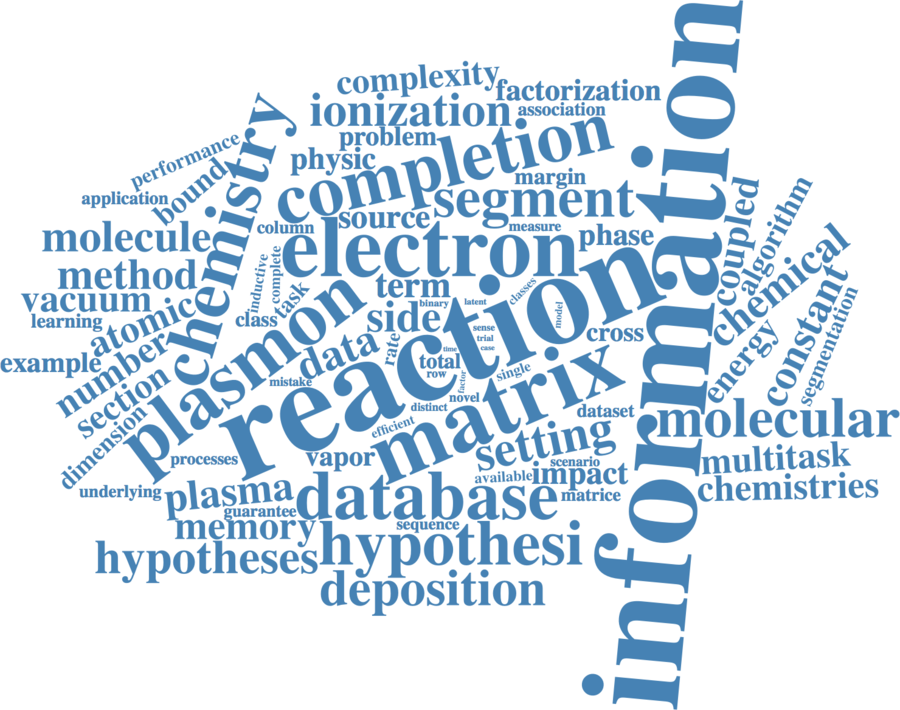 complexity
factorization
ionization
association
problem
completion
performance
physic
bound
chemistry
margin
application
segment
source
column
measure
information
molecule
electron
phase
coupled
algorithm
method
inductive
complete
task
term
chemical
vacuum
plasmon
binary
latent
classes
reaction
model
constant
learning
atomic
class
side
sense
trial
case
cross
energy
segmentation
example
number
data
rate
time
total
row
mistake
section
factor
single
matrix
novel
distinct
dataset
molecular
dimension
efficient
setting
processes
vapor
scenario
multitask
underlying
plasma
database
available
impact
matrice
chemistries
guarantee
memory
sequence
hypotheses
hypothesi
deposition